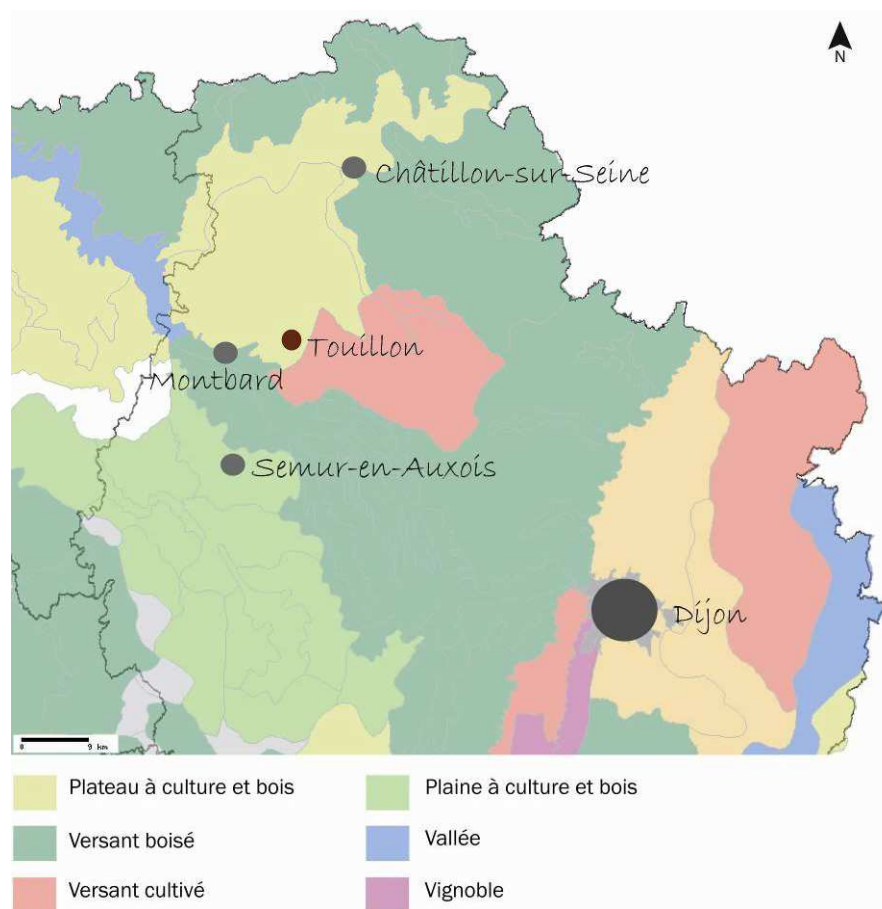 N
Châtillon-sur-Seine
Touillon
Montbard
Semur-en-Auxois
Dijon
0 9 km
Plateau à culture et bois
Plaine à culture et bois
Versant boisé
Vallée
Versant cultivé
Vignoble